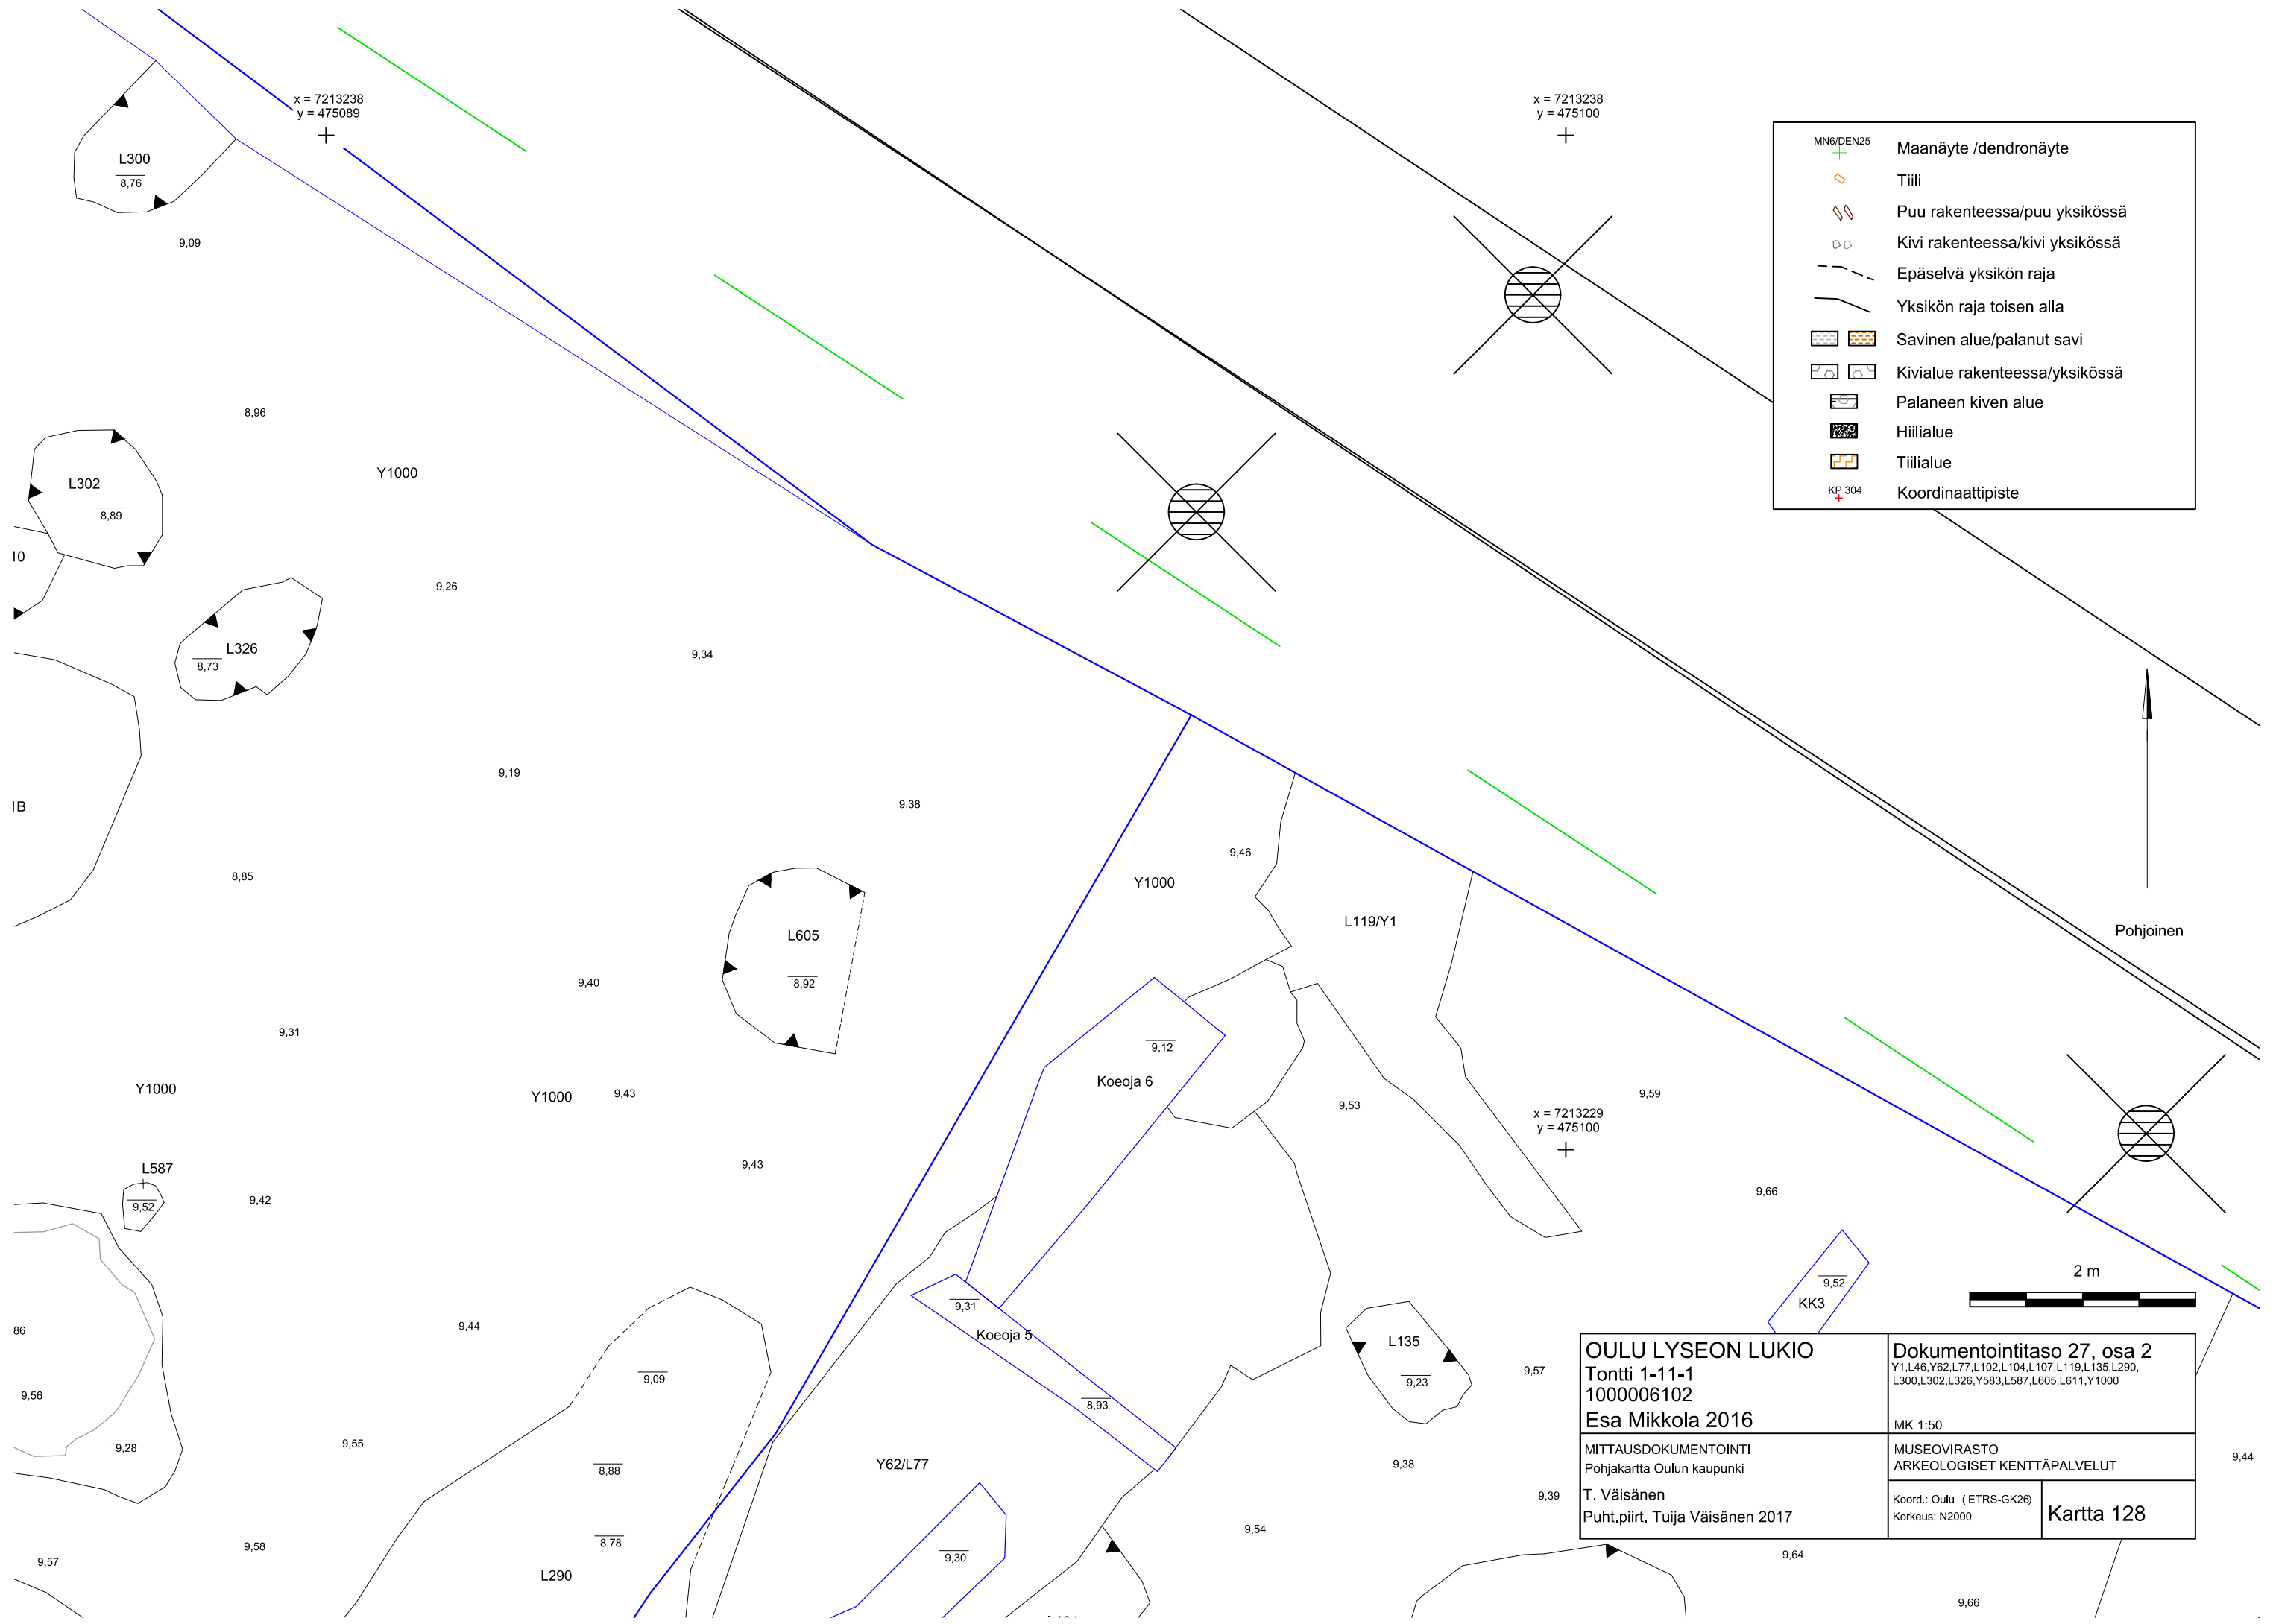 x = 7213238
y = 475089
x = 7213238
y = 475100
L300
8,76
9,09
8,96
L302
8,89
Y1000
9,26
L326
8,73
9,34
9,19
9,38
8,85
9,46
Y1000
L119/Y1
L605
8,92
9,40
9,31
9,12
Koeoja 6
Y1000
Y1000
9,43
9,53
x = 7213229
y = 475100
9,59
9,43
L587
9,52
9,42
9,66
86
9,44
9,31
Koeoja 5
L135
9,23
9,52
KK3
9,56
9,09
8,93
9,57
9,28
9,55
8,88
Y62/L77
9,38
9,44
9,39
9,57
9,58
8,78
L290
9,30
9,54
9,64
9,66
MN6/DEN25
Maanäyte /dendronäyte
Tiili
Puu rakenteessa/puu yksikössä
Kivi rakenteessa/kivi yksikössä
Epäselvä yksikön raja
Yksikön raja toisen alla
Savinen alue/palanut savi
Kivialue rakenteessa/yksikössä
Palaneen kiven alue
Hiilialue
Tiilialue
KP 304
Koordinaattipiste
Pohjoinen
2 m
OULU LYSEON LUKIO
Tontti 1-11-1
1000006102
Esa Mikkola 2016
Dokumentointitaso 27, osa 2
Y1,L46,Y62,L77,L102,L104,L107,L119,L135,L290,
L300,L302,L326,Y583,L587,L605,L611,Y1000
MK 1:50
MITTAUSDOKUMENTOINTI
Pohjakartta Oulun kaupunki
T. Väisänen
Puht.piirt. Tuija Väisänen 2017
MUSEOVIRASTO
ARKEOLOGISET KENTTÄPALVELUT
Koord.: Oulu ( ETRS-GK26)
Korkeus: N2000
Kartta 128